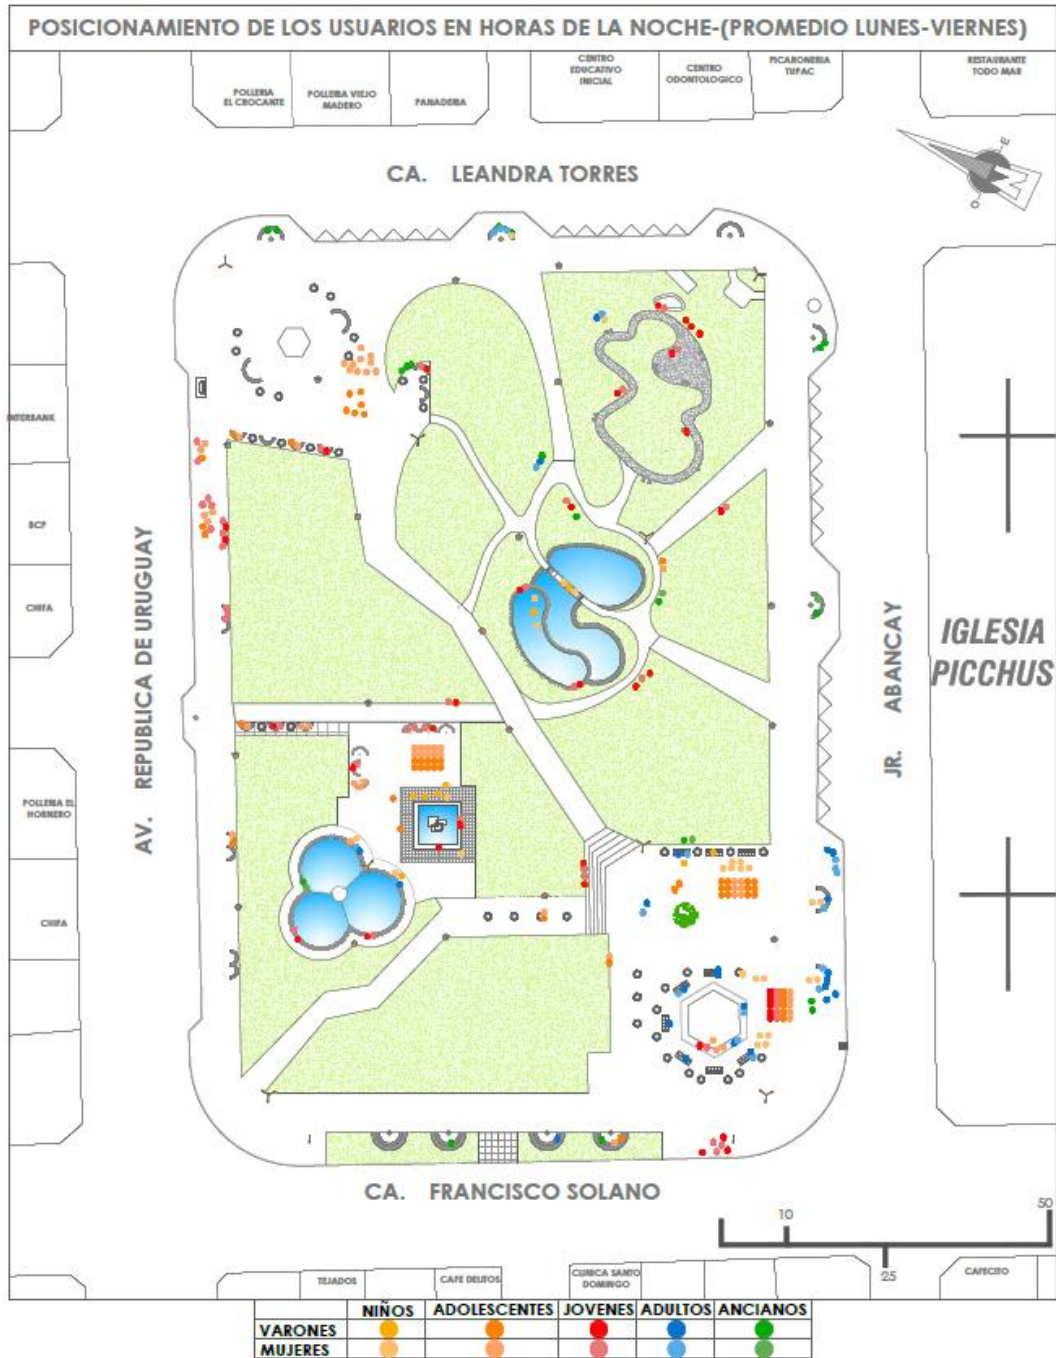 POSICIONAMIENTO DE LOS USUARIOS EN HORAS DE LA NOCHE-(PROMEDIO LUNES-VIERNES)
POLLERIA
EL CROCANTE
POLLERIA VIEJO
MADERO
PANADERIA
CENTRO
EDUCATIVO
INICIAL
CENTRO
ODONTOLOGICO
PICARONERIA
TUPAC
RESTAURANTE
TODO MAR
CA. LEANDRA TORRES
E
N
O
INTERBANK
BCP
CHIFA
AV. REPUBLICA DE URUGUAY
JR. ABANCAY
IGLESIA
PICCHUS
POLLERIA EL
HORNERO
CHIFA
CA. FRANCISCO SOLANO
10
50
25
TEJADOS
CAFE DELITOS
CLINICA SANTO
DOMINGO
CAFECITO
NIÑOS ADOLESCENTES JOVENES ADULTOS ANCIANOS
VARONES
MUJERES